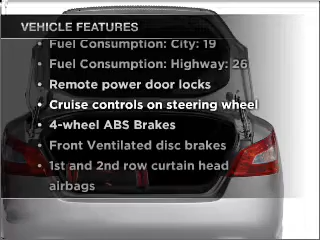 VEHICLE FEATURES
• Fuel Consumption: City: 19
• Fuel Consumption: Highway: 26
• Remote power door locks
• Cruise controls on steering wheel
• 4-wheel ABS Brakes
• Front Ventilated disc brakes
• 1st and 2nd row curtain head
airbags